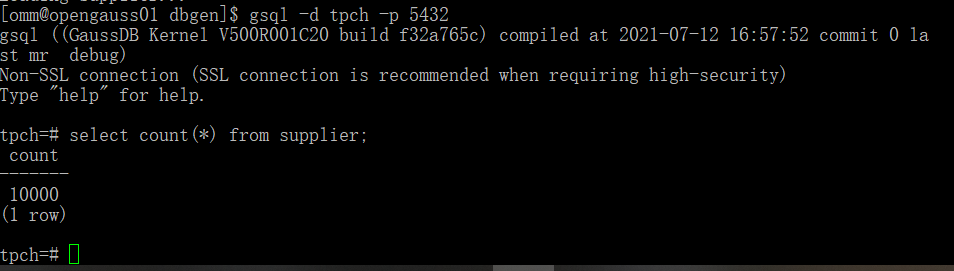 [omm@opengauss01 dbgen]$ gsql -d tpch -p 5432
gsql ((GaussDB Kernel V500R001C20 build f32a765c) compiled at 2021-07-12 16:57:52 commit 0 la
st mr  debug)
Non-SSL connection (SSL connection is recommended when requiring high-security)
Type "help" for help.
tpch=# select count(*) from supplier;
count
-------
10000
(1 row)
tpch=#